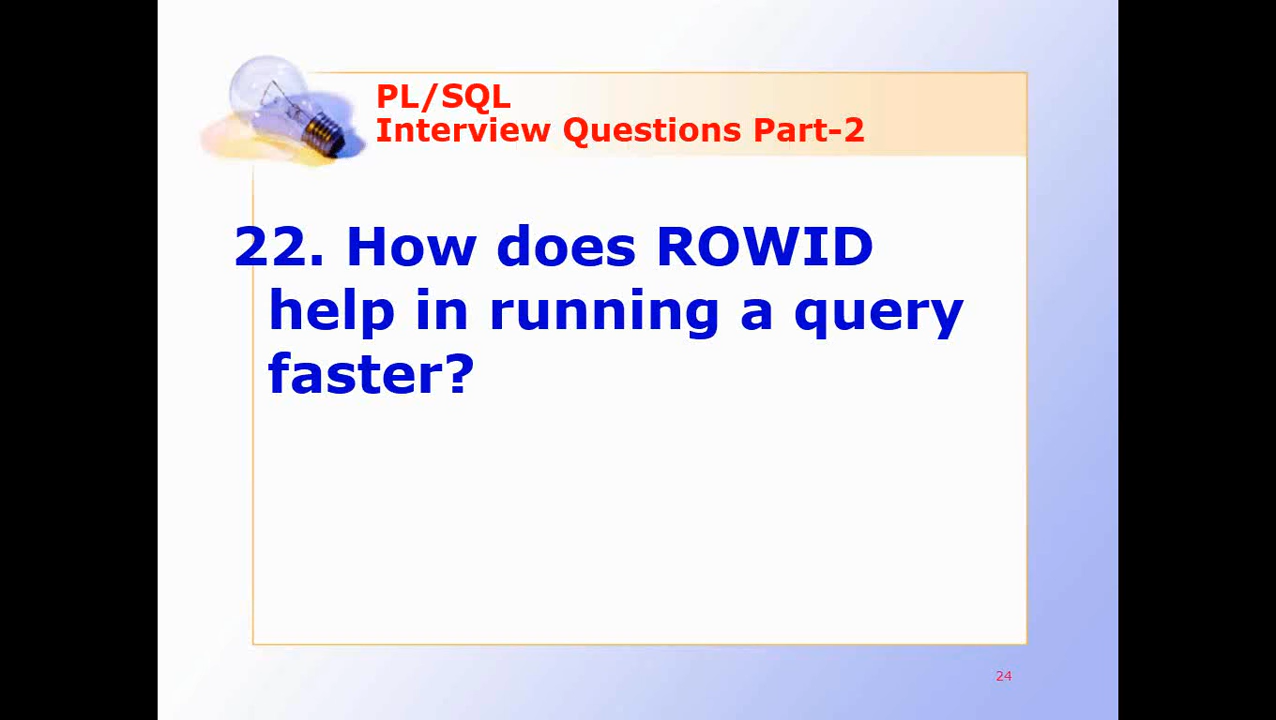 PL/SQL
Interview Questions Part-2
22. How does ROWID
help in running a query
faster?
24